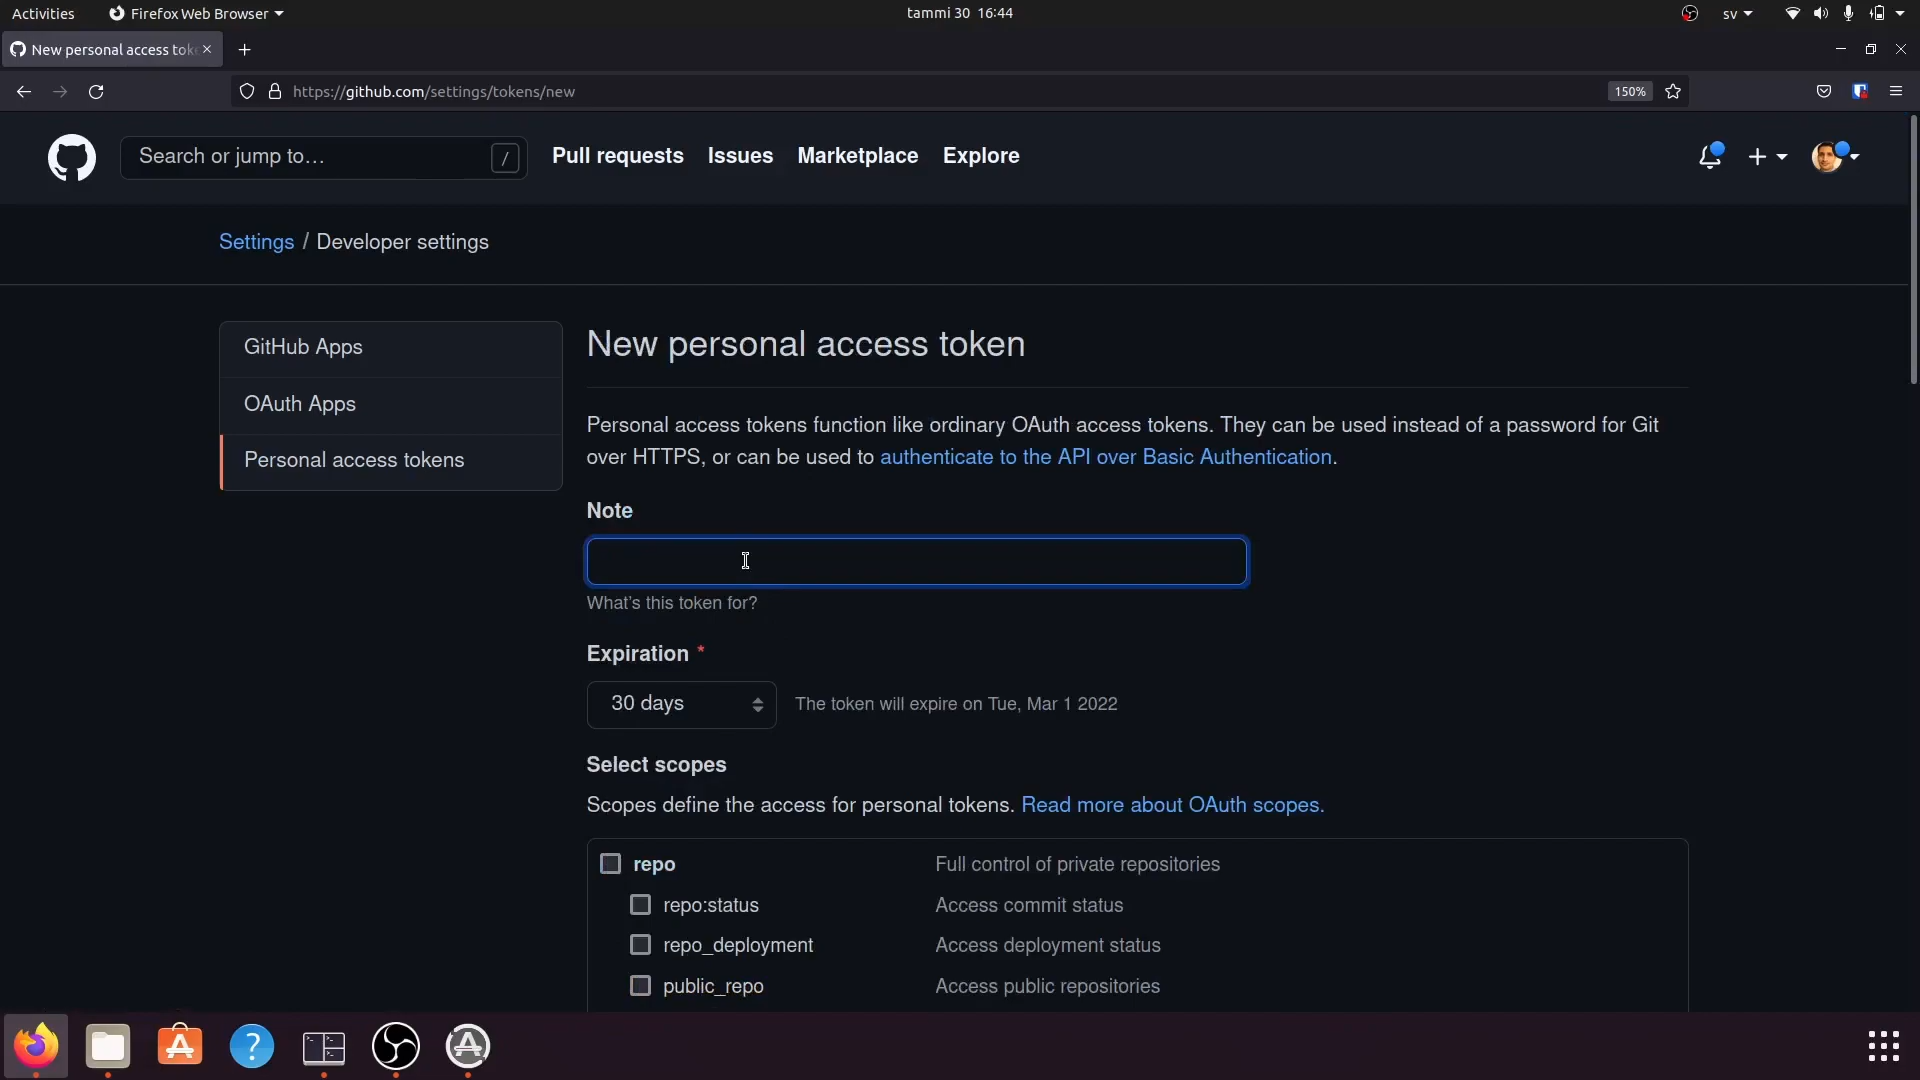 Activities
Firefox Web Browser
tammi 30 16:44
sv
New personal access tok
https://github.com/settings/tokens/new
150%
Search or jump to…
/
Pull requests
Issues
Marketplace
Explore
Settings / Developer settings
GitHub Apps
OAuth Apps
Personal access tokens
New personal access token
Personal access tokens function like ordinary OAuth access tokens. They can be used instead of a password for Git
over HTTPS, or can be used to authenticate to the API over Basic Authentication.
Note
What's this token for?
Expiration *
30 days
The token will expire on Tue, Mar 1 2022
Select scopes
Scopes define the access for personal tokens. Read more about OAuth scopes.
repo
Full control of private repositories
repo:status
Access commit status
repo_deployment
Access deployment status
public_repo
Access public repositories